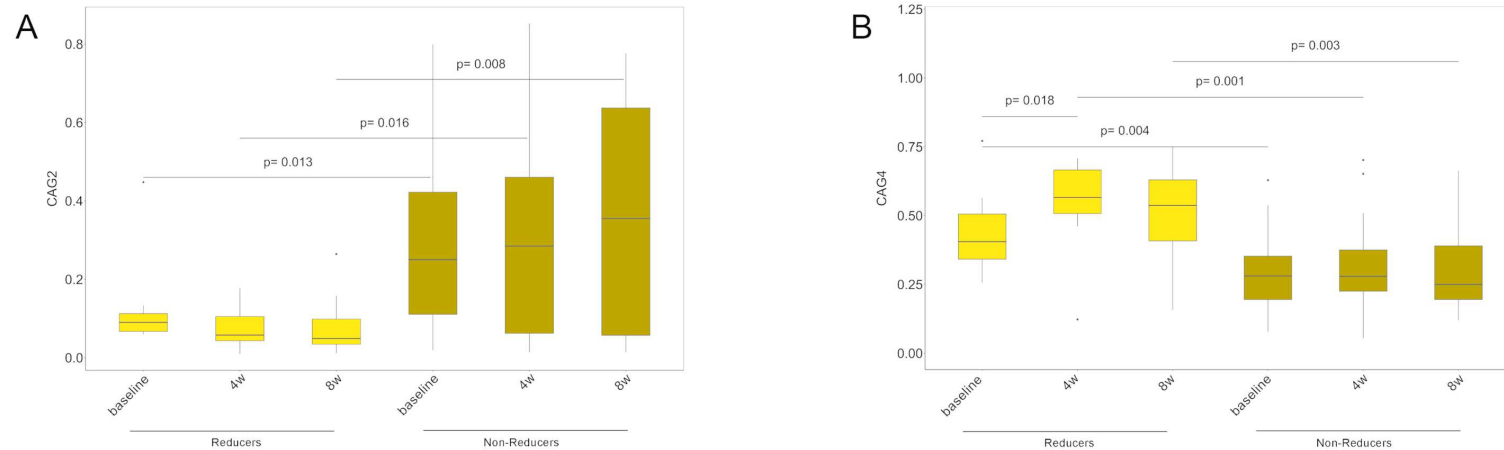 A
CAG2
0.8
0.6
0.4
0.2
0.0
p= 0.008
p= 0.016
p= 0.013
baseline
4w
8w
baseline
4w
8w
Reducers
Non-Reducers
B
CAG4
1.25
1.00
0.75
0.50
0.25
0.00
p= 0.003
p= 0.001
p= 0.018
p= 0.004
baseline
4w
8w
baseline
4w
8w
Reducers
Non-Reducers